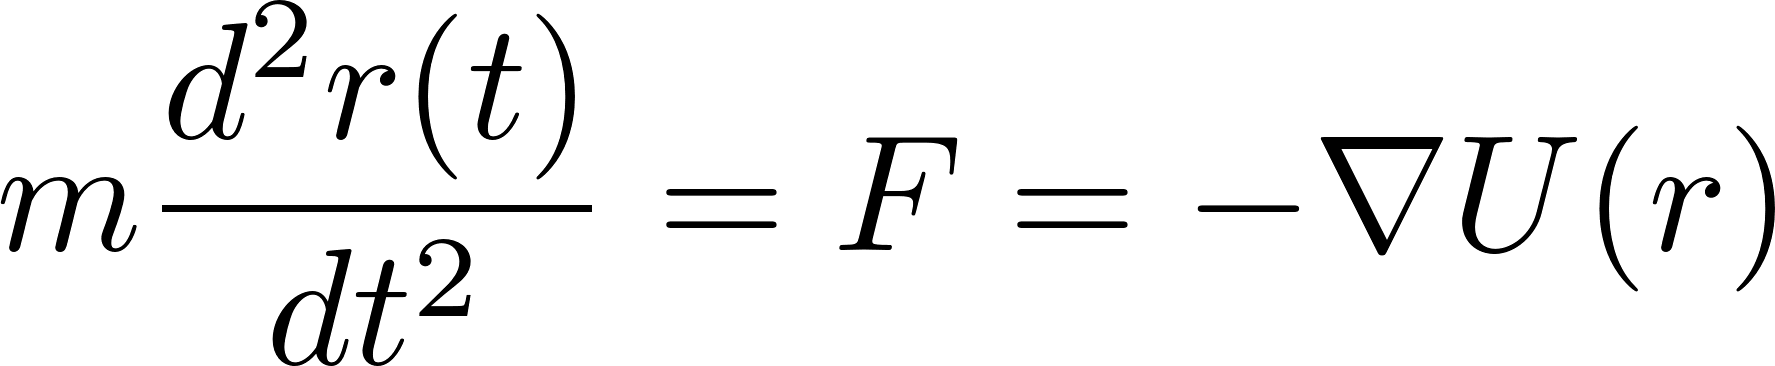 m d²r(t)/dt² = F = −∇U(r)